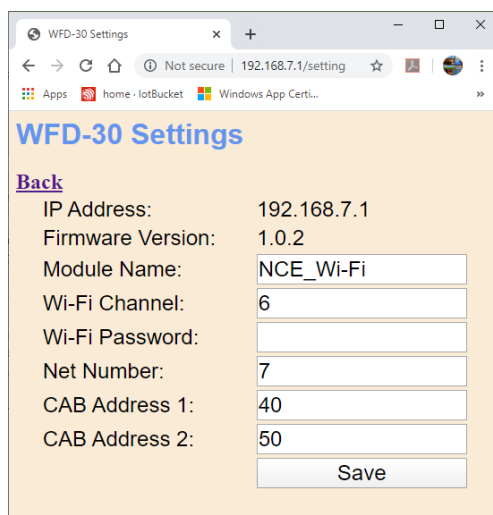 WFD-30 Settings
Not secure | 192.168.7.1/setting
Apps home - IotBucket Windows App Certi... »
WFD-30 Settings
Back
IP Address: 192.168.7.1
Firmware Version: 1.0.2
Module Name: NCE_Wi-Fi
Wi-Fi Channel: 6
Wi-Fi Password:
Net Number: 7
CAB Address 1: 40
CAB Address 2: 50
Save